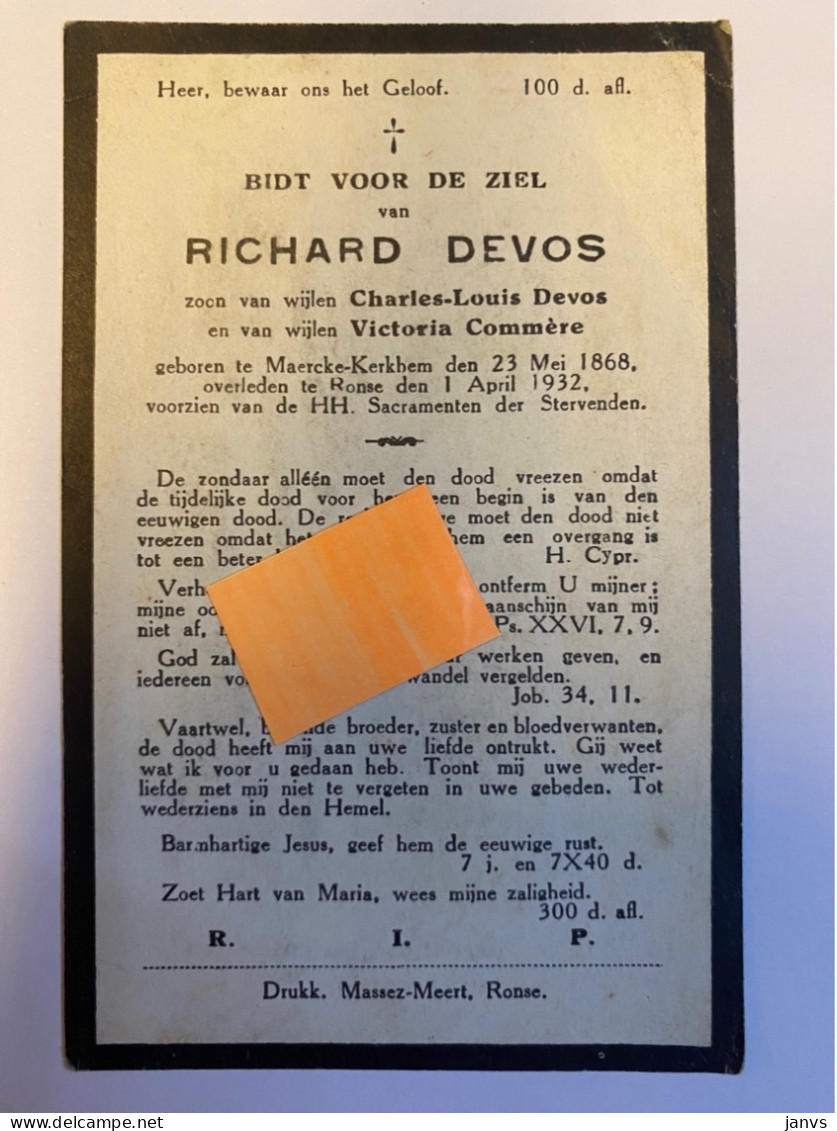 Heer, bewaar ons het Geloof. 100 d. afl.
BIDT VOOR DE ZIEL
van
RICHARD DEVOS
zoon van wijlen Charles-Louis Devos
en van wijlen Victoria Commère
geboren te Maercke-Kerkhem den 23 Mei 1868,
overleden te Ronse den 1 April 1932,
voorzien van de HH. Sacramenten der Stervenden.
De zondaar alléén moet den dood vreezen omdat
de tijdelijke dood voor een begin is van den
eeuwigen dood. De moet den dood niet
vreezen omdat het hem een overgang is
tot een beter H. Cypr.
ontferm U mijner ;
mijne aanschijn van mij
niet af, Ps. XXVI, 7, 9.
God zal werken geven, en
iedereen wandel vergelden.
Job. 34, 11.
Vaartwel, broeder, zuster en bloedverwanten,
de dood heeft mij aan uwe liefde ontrukt. Gij weet
wat ik voor u gedaan heb. Toont mij uwe weder-
liefde met mij niet te vergeten in uwe gebeden. Tot
wederziens in den Hemel.
Barmhartige Jesus, geef hem de eeuwige rust.
7 j. en 7X40 d.
Zoet Hart van Maria, wees mijne zaligheid.
300 d. afl.
R. I. P.
Drukk. Massez-Meert, Ronse.
janvs